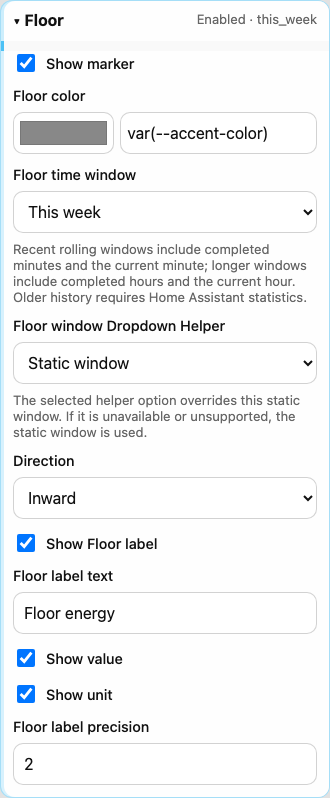 ▾ Floor
Enabled · this_week
Show marker
Floor color
var(--accent-color)
Floor time window
This week
Recent rolling windows include completed
minutes and the current minute; longer windows
include completed hours and the current hour.
Older history requires Home Assistant statistics.
Floor window Dropdown Helper
Static window
The selected helper option overrides this static
window. If it is unavailable or unsupported, the
static window is used.
Direction
Inward
Show Floor label
Floor label text
Floor energy
Show value
Show unit
Floor label precision
2